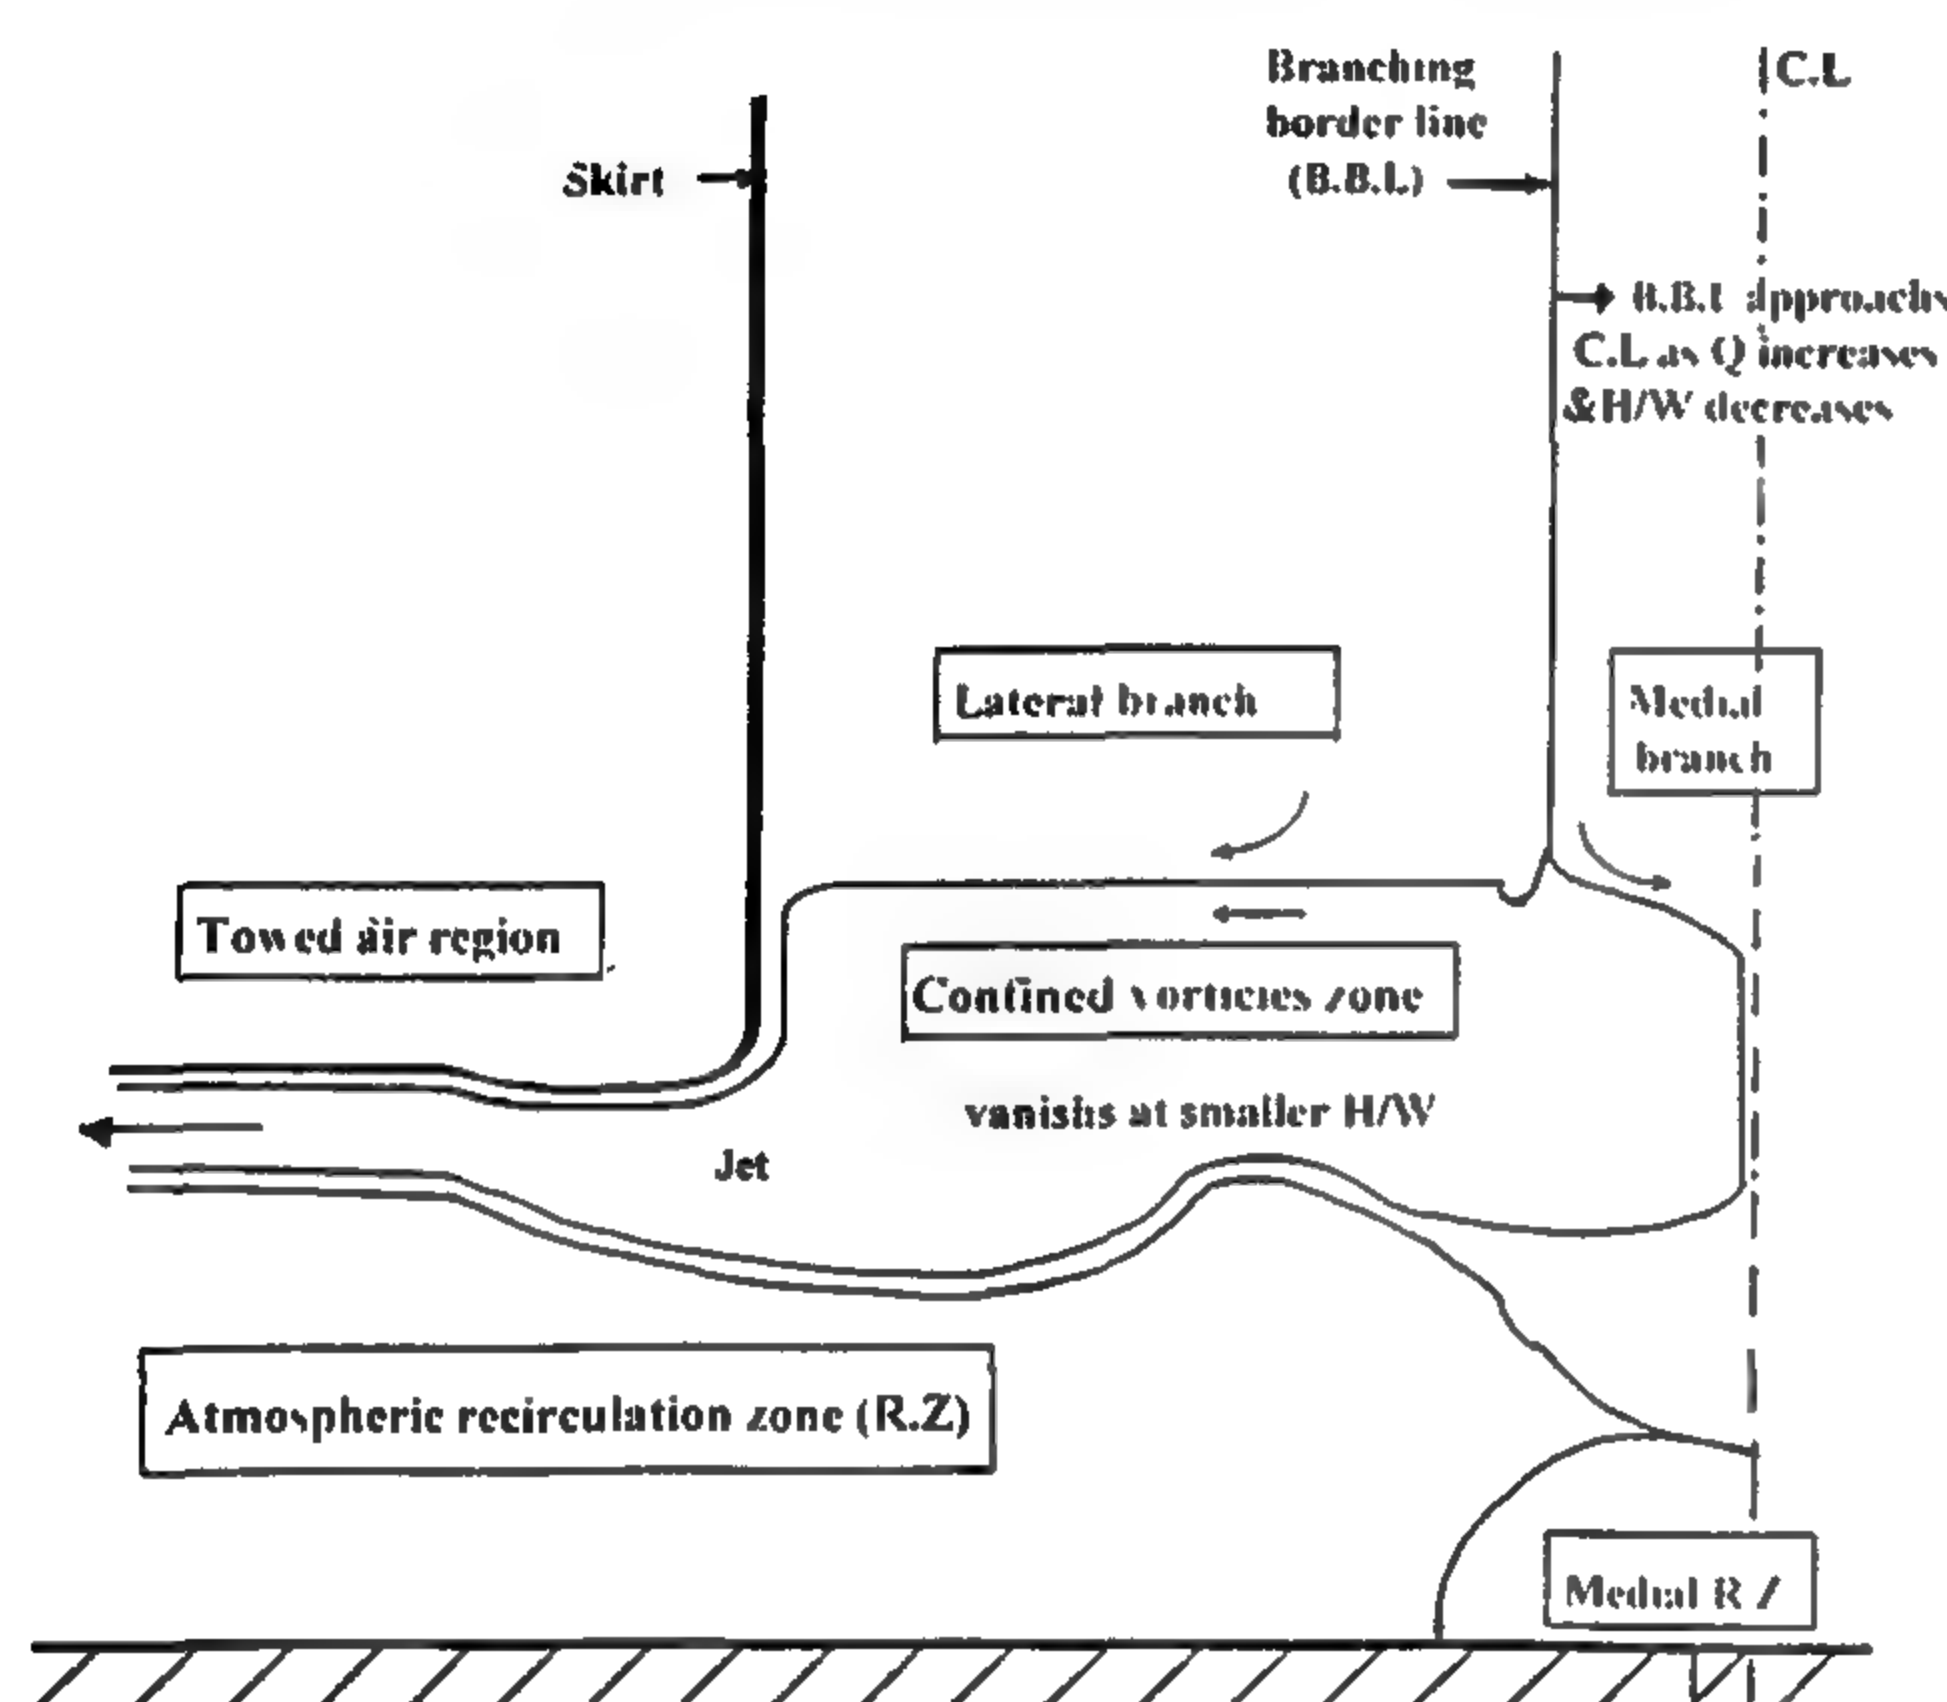 Branching
border line
(B.B.L)
C.L
Skirt
B.B.L approachs
C.L as Q increases
&H/W decreases
Lateral branch
Medial
branch
Towed air region
Confined vorticies zone
vanishs at smaller H/W
Jet
Atmospheric recirculation zone (R.Z)
Medial R Z